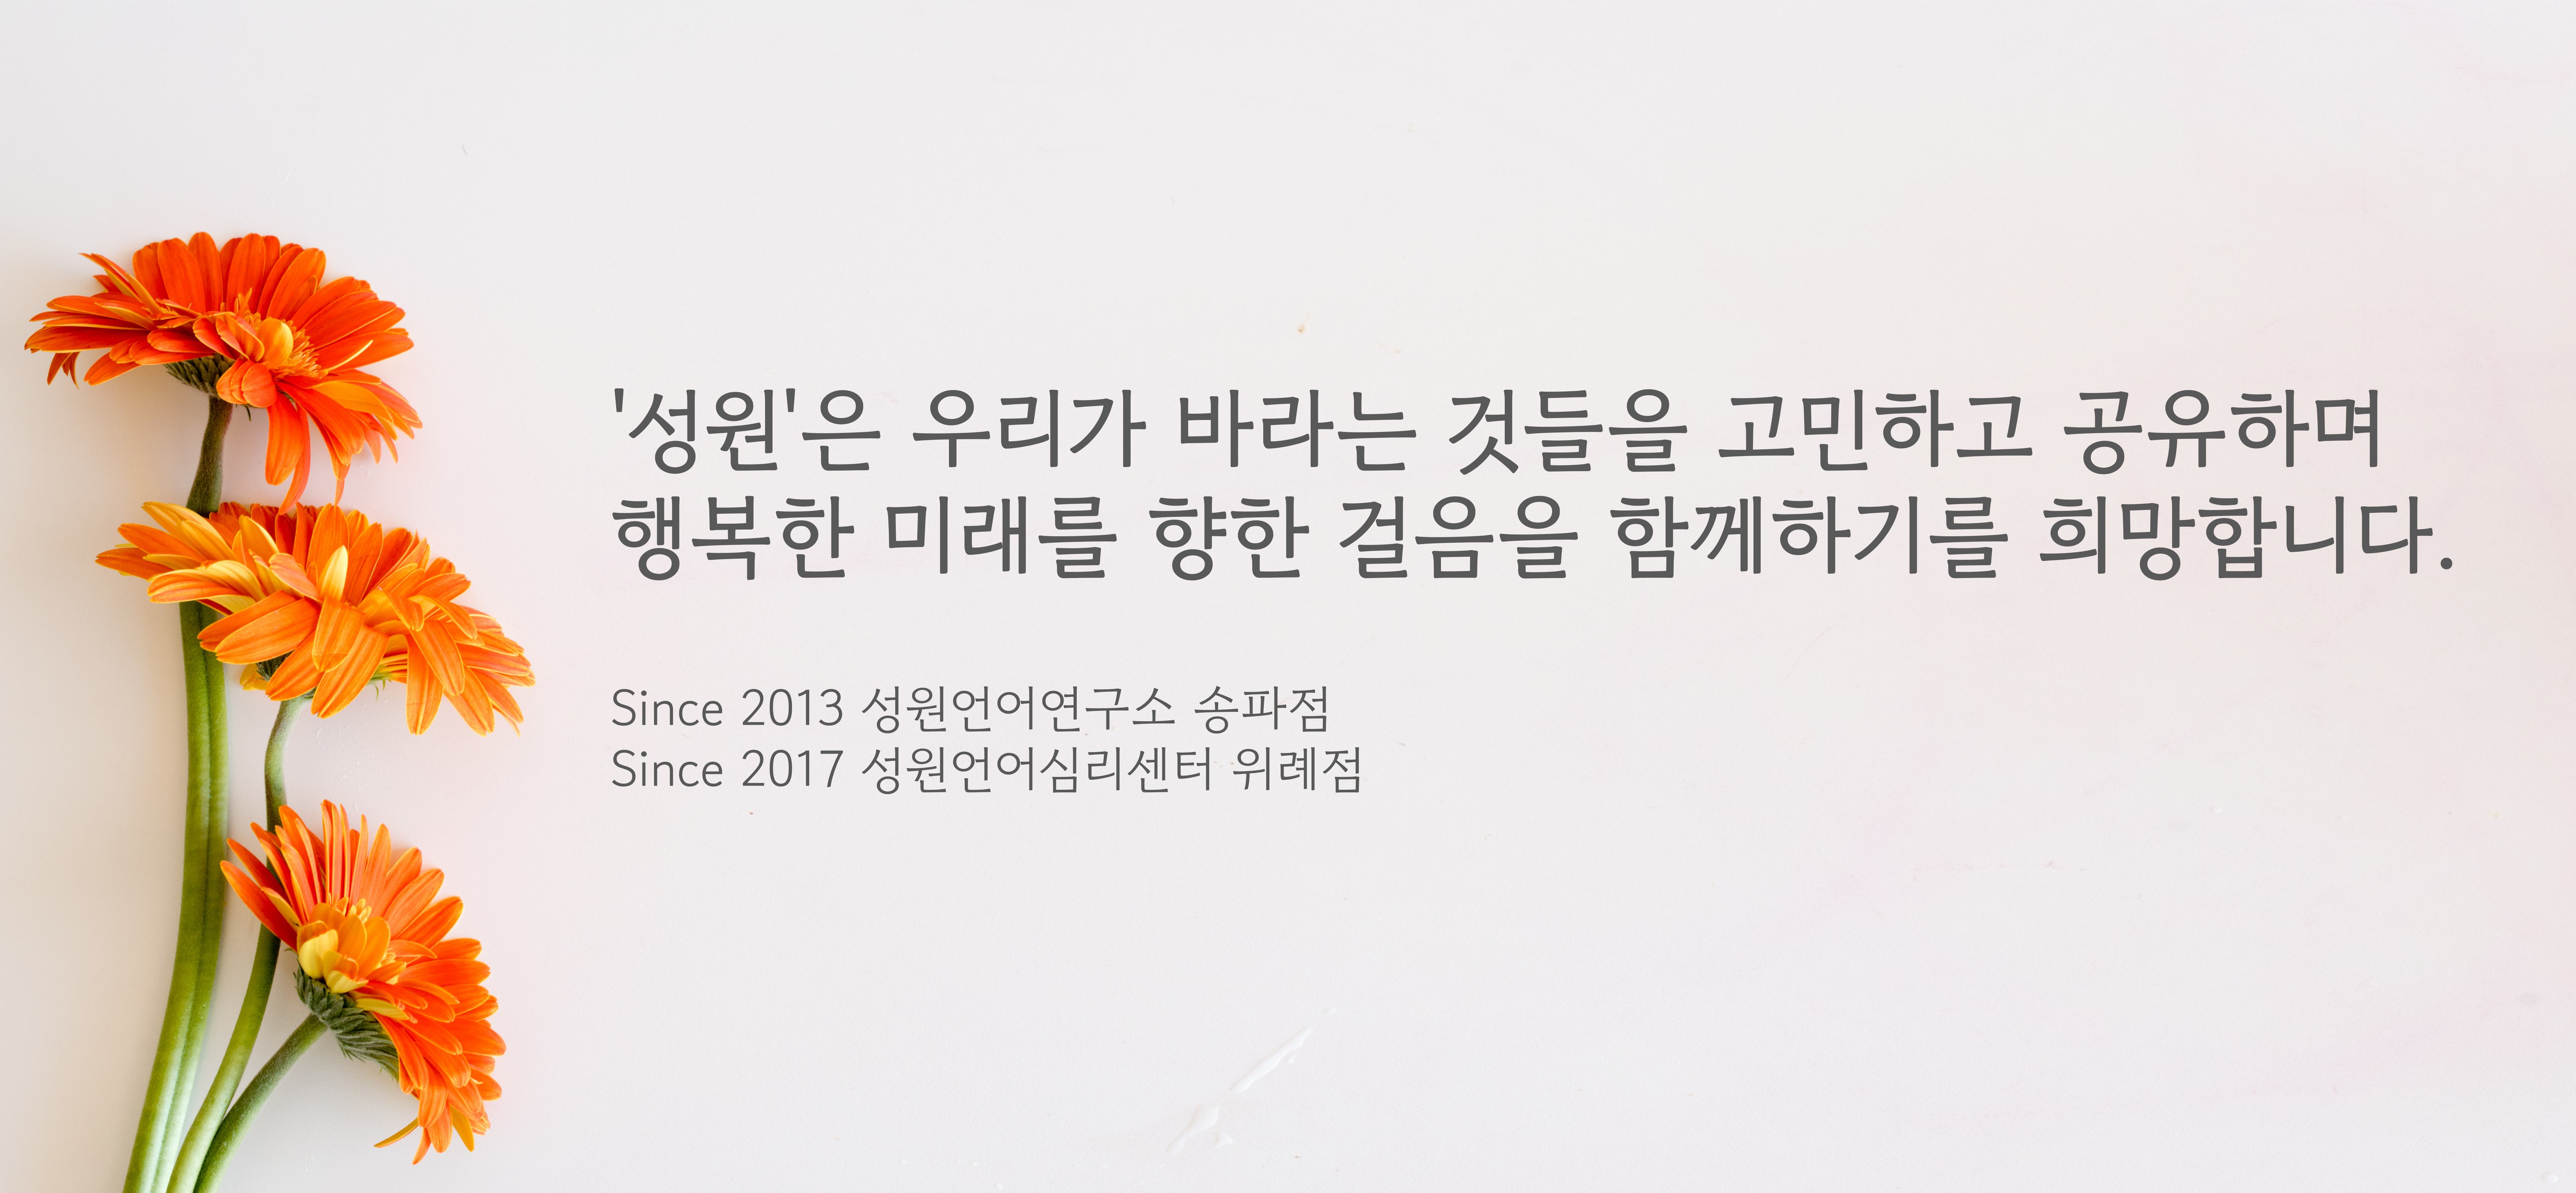 '성원'은 우리가 바라는 것들을 고민하고 공유하며
행복한 미래를 향한 걸음을 함께하기를 희망합니다.
Since 2013 성원언어연구소 송파점
Since 2017 성원언어심리센터 위례점